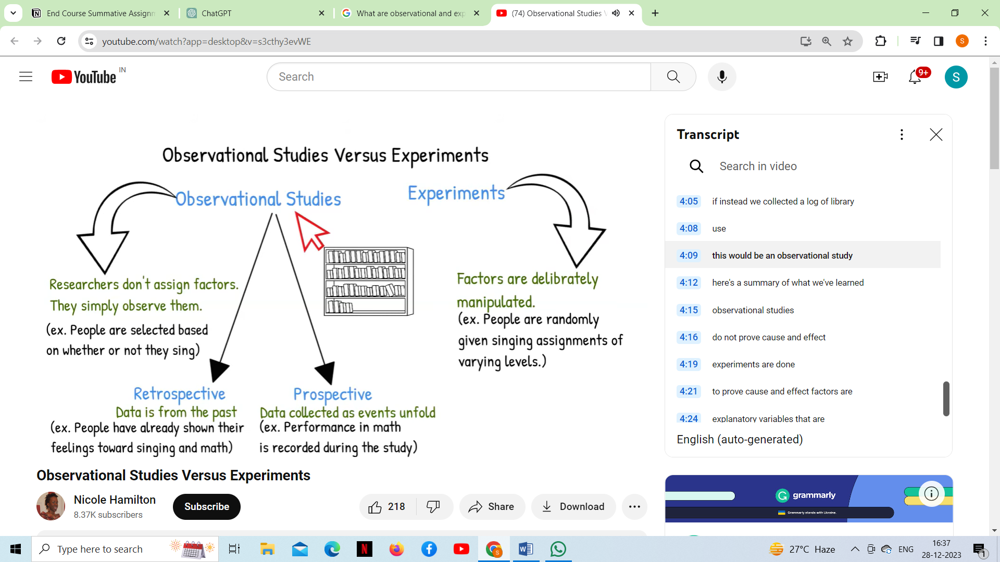 End Course Summative Assignm
ChatGPT
What are observational and exp
(74) Observational Studies V
youtube.com/watch?app=desktop&v=s3cthy3evWE
S
YouTube IN
Search
9+
S
Observational Studies Versus Experiments
Observational Studies
Experiments
Researchers don't assign factors.
They simply observe them.
(ex. People are selected based
on whether or not they sing)
Factors are delibrately
manipulated.
(ex. People are randomly
given singing assignments of
varying levels.)
Retrospective
Data is from the past
(ex. People have already shown their
feelings toward singing and math)
Prospective
Data collected as events unfold
(ex. Performance in math
is recorded during the study)
Transcript
Search in video
4:05 if instead we collected a log of library
4:08 use
4:09 this would be an observational study
4:12 here's a summary of what we've learned
4:15 observational studies
4:16 do not prove cause and effect
4:19 experiments are done
4:21 to prove cause and effect factors are
4:24 explanatory variables that are
English (auto-generated)
Observational Studies Versus Experiments
Nicole Hamilton
8.37K subscribers
Subscribe
218
Share
Download
grammarly
Grammarly stands with Ukraine.
Type here to search
27°C Haze
ENG
16:37
28-12-2023
1